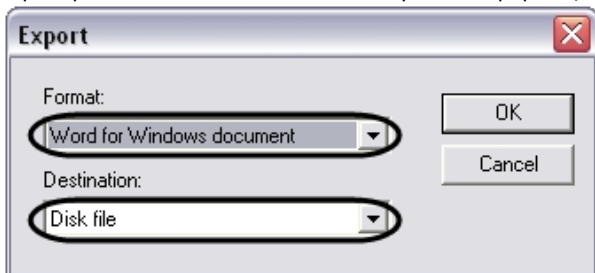 Export
Format:
Word for Windows document
OK
Cancel
Destination:
Disk file